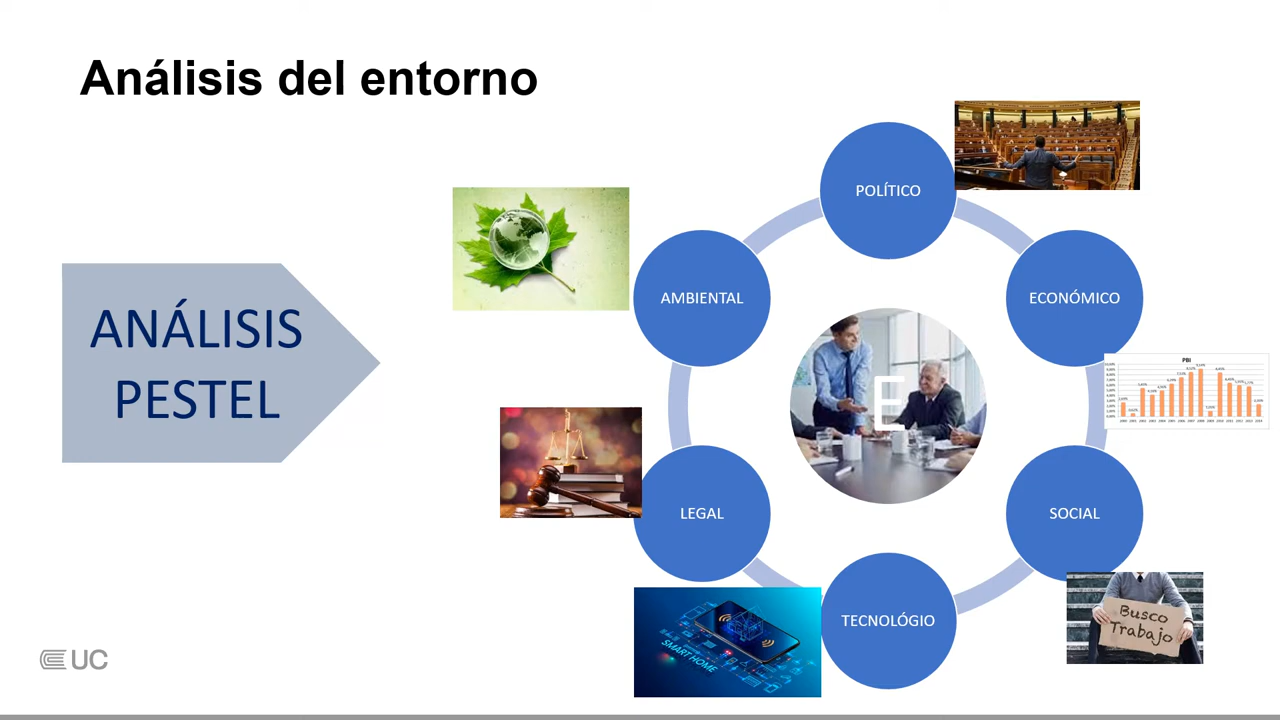 Análisis del entorno
POLÍTICO
AMBIENTAL
ECONÓMICO
ANÁLISIS
PESTEL
E
PBI
LEGAL
SOCIAL
TECNOLÓGIO
SMART HOME
Busco
Trabajo
UC